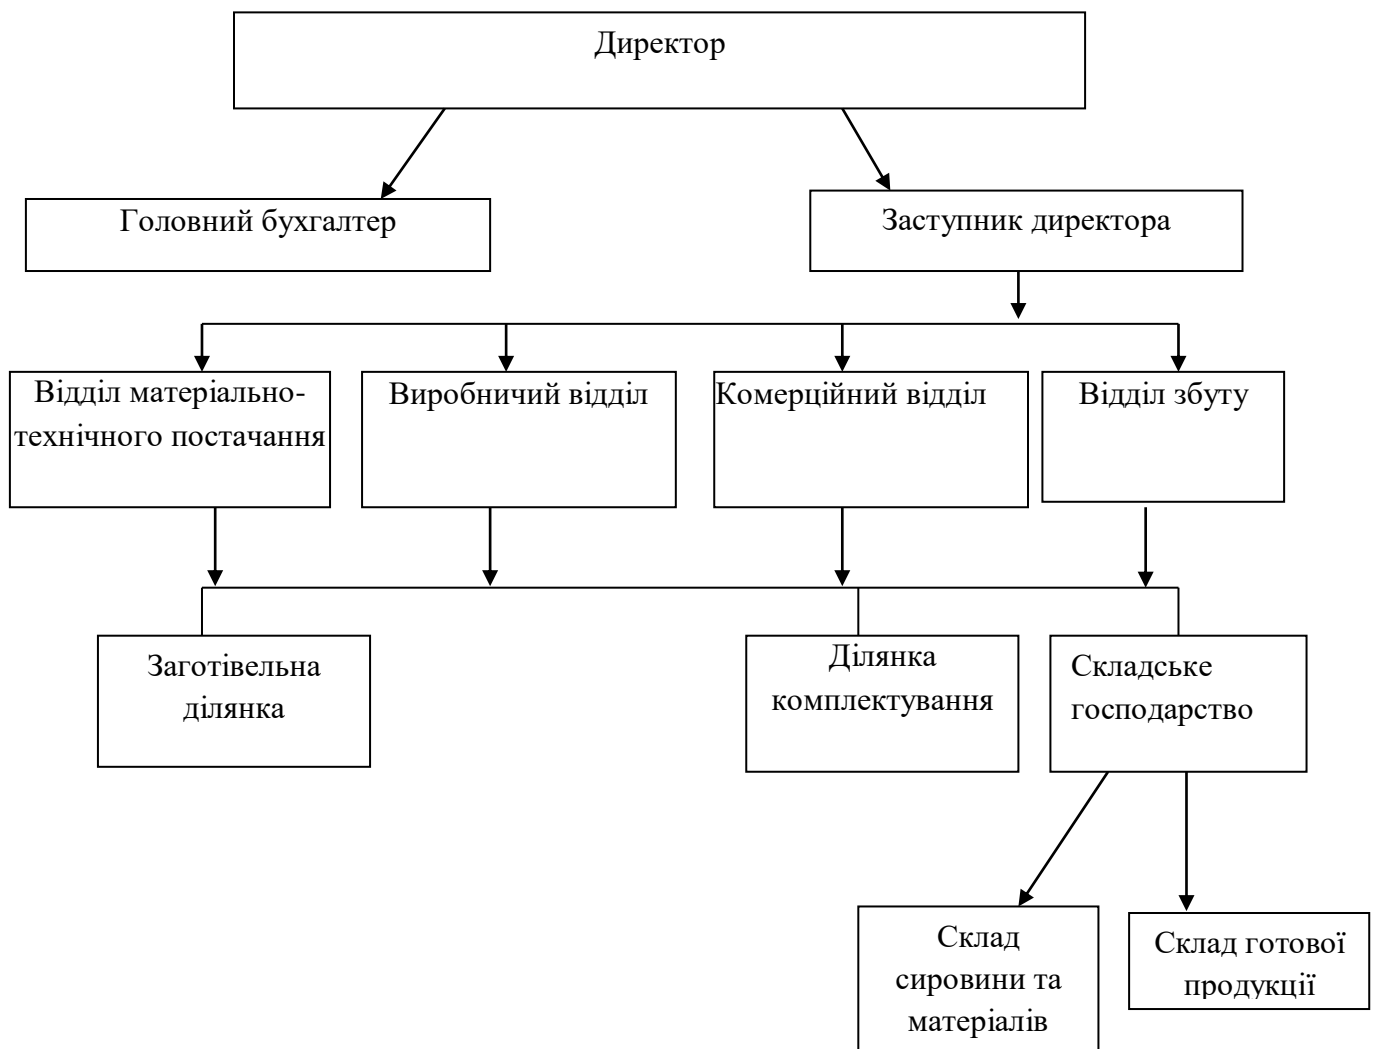 Директор
Головний бухгалтер
Заступник директора
Відділ матеріально-
технічного постачання
Виробничий відділ
Комерційний відділ
Відділ збуту
Заготівельна
ділянка
Ділянка
комплектування
Складське
господарство
Склад
сировини та
матеріалів
Склад готової
продукції